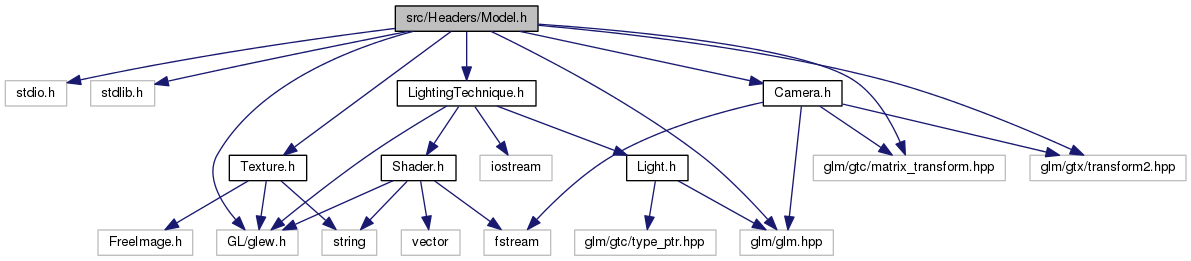 src/Headers/Model.h
stdio.h
stdlib.h
LightingTechnique.h
Camera.h
Texture.h
Shader.h
iostream
Light.h
glm/gtc/matrix_transform.hpp
glm/gtx/transform2.hpp
FreeImage.h
GL/glew.h
string
vector
fstream
glm/gtc/type_ptr.hpp
glm/glm.hpp